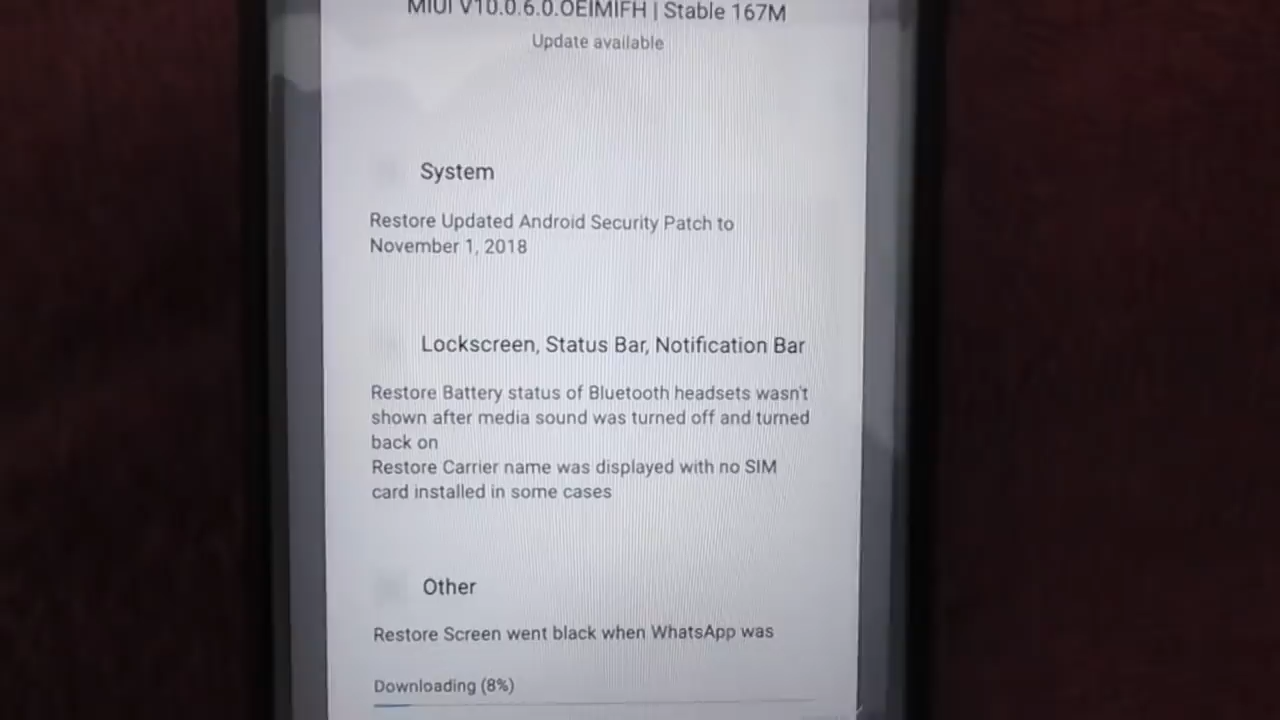 MIUI V10.0.6.0.OEIMIFH | Stable 167M
Update available
System
Restore Updated Android Security Patch to
November 1, 2018
Lockscreen, Status Bar, Notification Bar
Restore Battery status of Bluetooth headsets wasn't
shown after media sound was turned off and turned
back on
Restore Carrier name was displayed with no SIM
card installed in some cases
Other
Restore Screen went black when WhatsApp was
Downloading (8%)